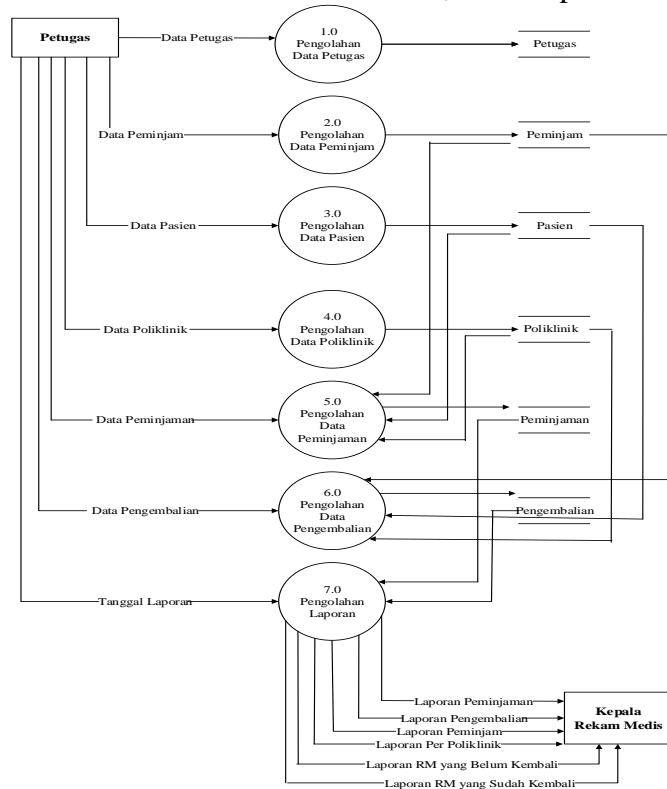 Petugas
Data Petugas
1.0
Pengolahan
Data Petugas
Petugas
Data Peminjam
2.0
Pengolahan
Data Peminjam
Peminjam
Data Pasien
3.0
Pengolahan
Data Pasien
Pasien
Data Poliklinik
4.0
Pengolahan
Data Poliklinik
Poliklinik
Data Peminjaman
5.0
Pengolahan
Data
Peminjaman
Peminjaman
Data Pengembalian
6.0
Pengolahan
Data
Pengembalian
Pengembalian
Tanggal Laporan
7.0
Pengolahan
Laporan
Laporan Peminjaman
Laporan Pengembalian
Laporan Peminjam
Laporan Per Poliklinik
Laporan RM yang Belum Kembali
Laporan RM yang Sudah Kembali
Kepala
Rekam Medis